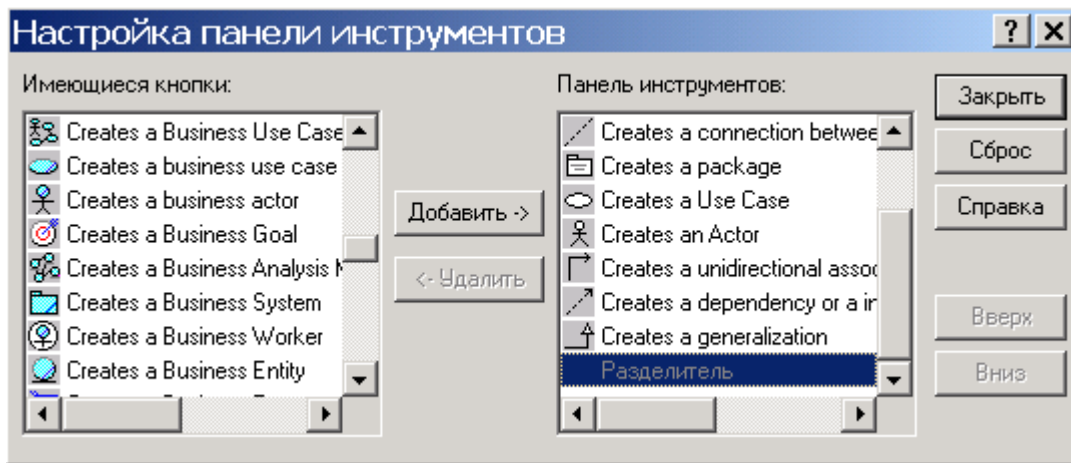 Настройка панели инструментов
Имеющиеся кнопки:
Creates a Business Use Case
Creates a business use case
Creates a business actor
Creates a Business Goal
Creates a Business Analysis
Creates a Business System
Creates a Business Worker
Creates a Business Entity
Добавить ->
<- Удалить
Панель инструментов:
Creates a connection betwee
Creates a package
Creates a Use Case
Creates an Actor
Creates a unidirectional assoc
Creates a dependency or a in
Creates a generalization
Разделитель
Закрыть
Сброс
Справка
Вверх
Вниз